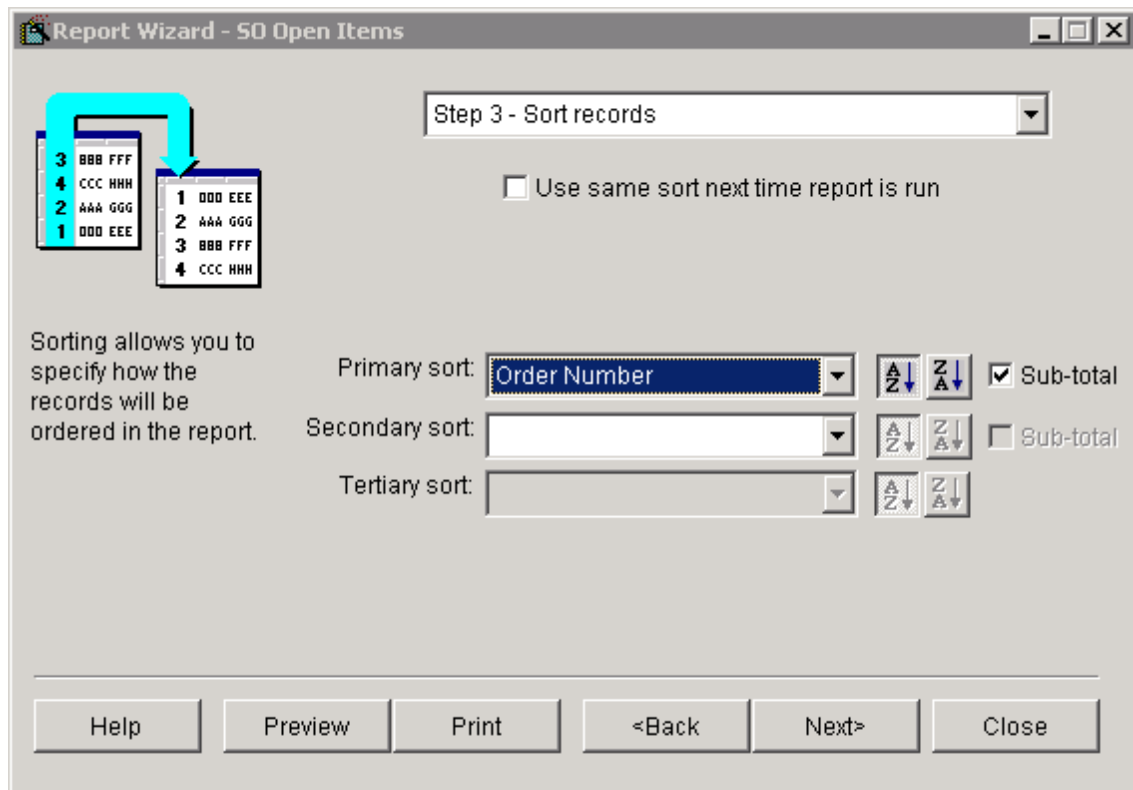 Report Wizard - SO Open Items
Step 3 - Sort records
Use same sort next time report is run
3 BBB FFF
4 CCC HHH
2 AAA GGG
1 DDD EEE
1 DDD EEE
2 AAA GGG
3 BBB FFF
4 CCC HHH
Sorting allows you to
specify how the
records will be
ordered in the report.
Primary sort: Order Number A Z Z A Sub-total
Secondary sort: A Z Z A Sub-total
Tertiary sort: A Z Z A
Help Preview Print <Back Next> Close